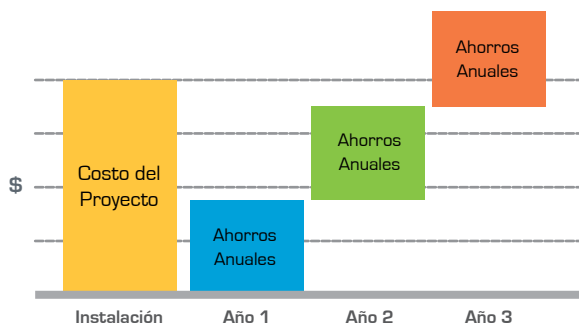 Ahorros
Anuales
Ahorros
Anuales
Costo del
Proyecto
$
Ahorros
Anuales
Instalación
Año 1
Año 2
Año 3